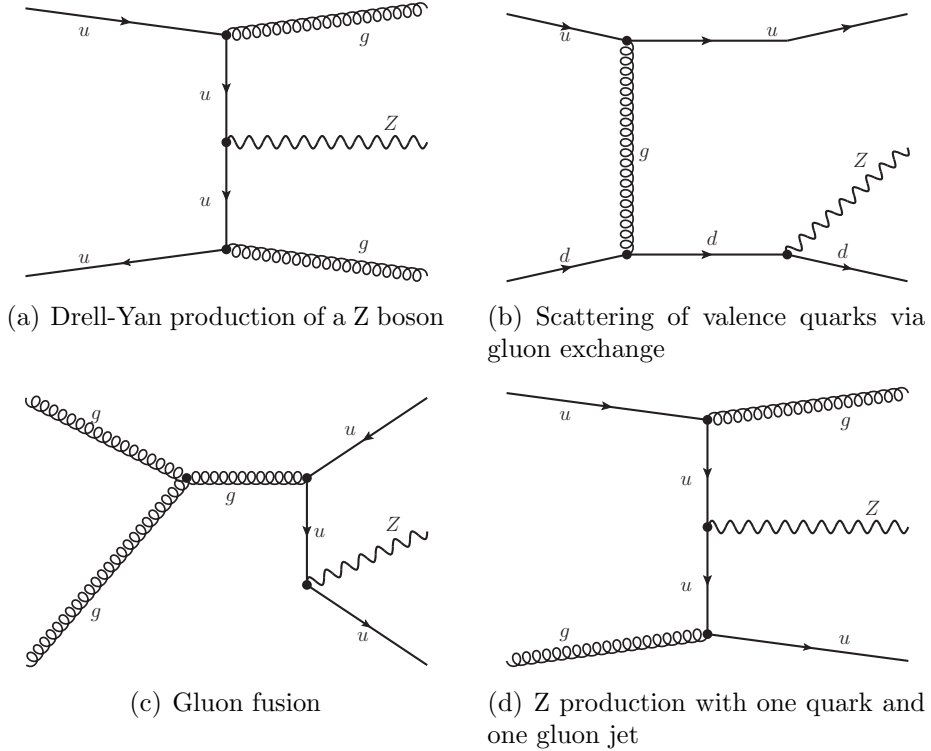 u
g
u
Z
u
u
g
(a) Drell-Yan production of a Z boson
u
u
g
Z
d
d
d
(b) Scattering of valence quarks via
gluon exchange
g
g
g
u
u
Z
u
(c) Gluon fusion
u
g
u
Z
u
g
u
(d) Z production with one quark and
one gluon jet